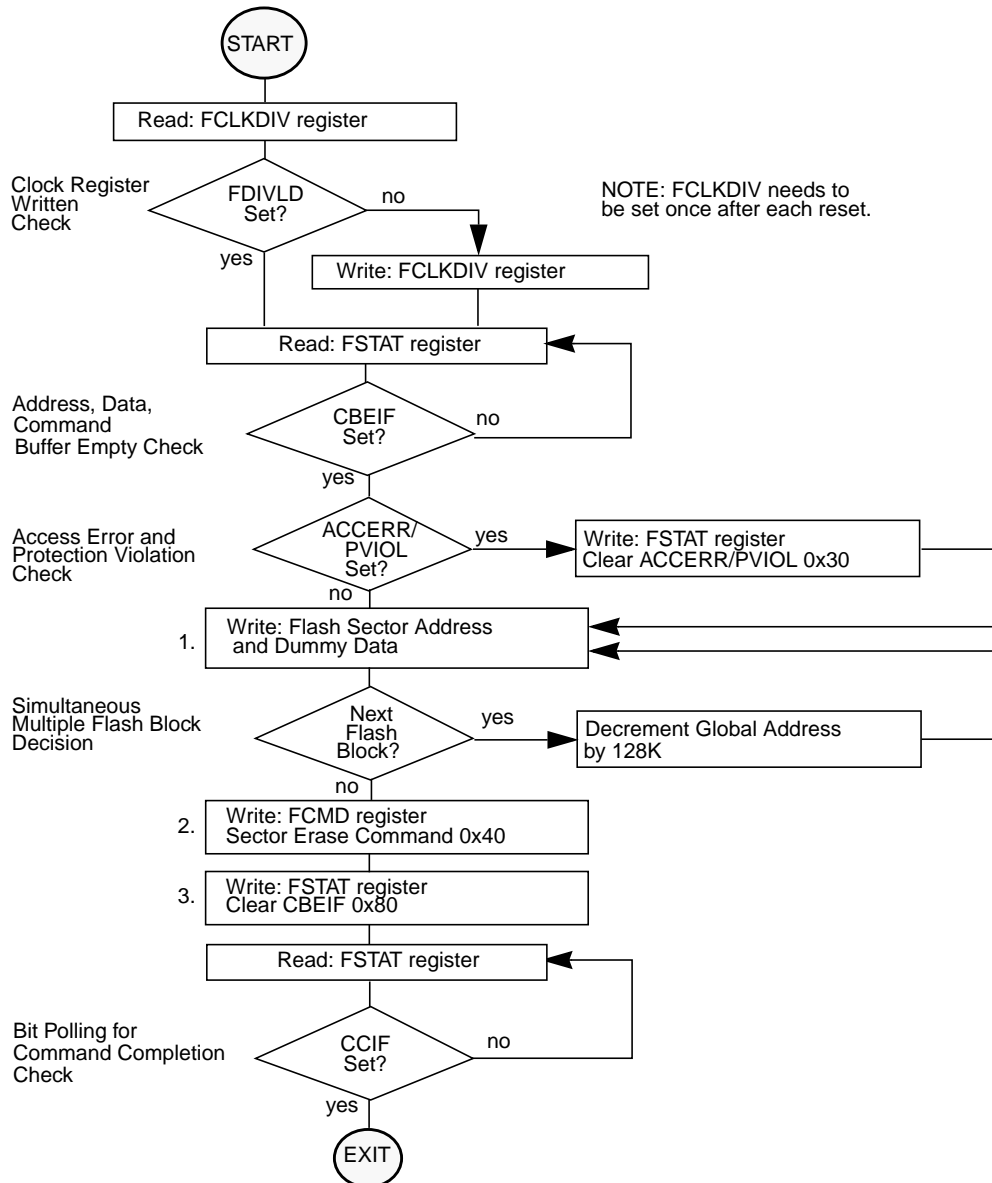 START
Read: FCLKDIV register
Clock Register
Written
Check
FDIVLD
Set?
no
yes
NOTE: FCLKDIV needs to
be set once after each reset.
Write: FCLKDIV register
Read: FSTAT register
Address, Data,
Command
Buffer Empty Check
CBEIF
Set?
no
yes
Access Error and
Protection Violation
Check
ACCERR/
PVIOL
Set?
yes
no
Write: FSTAT register
Clear ACCERR/PVIOL 0x30
1.
Write: Flash Sector Address
and Dummy Data
Simultaneous
Multiple Flash Block
Decision
Next
Flash
Block?
yes
no
Decrement Global Address
by 128K
2.
Write: FCMD register
Sector Erase Command 0x40
3.
Write: FSTAT register
Clear CBEIF 0x80
Read: FSTAT register
Bit Polling for
Command Completion
Check
CCIF
Set?
no
yes
EXIT